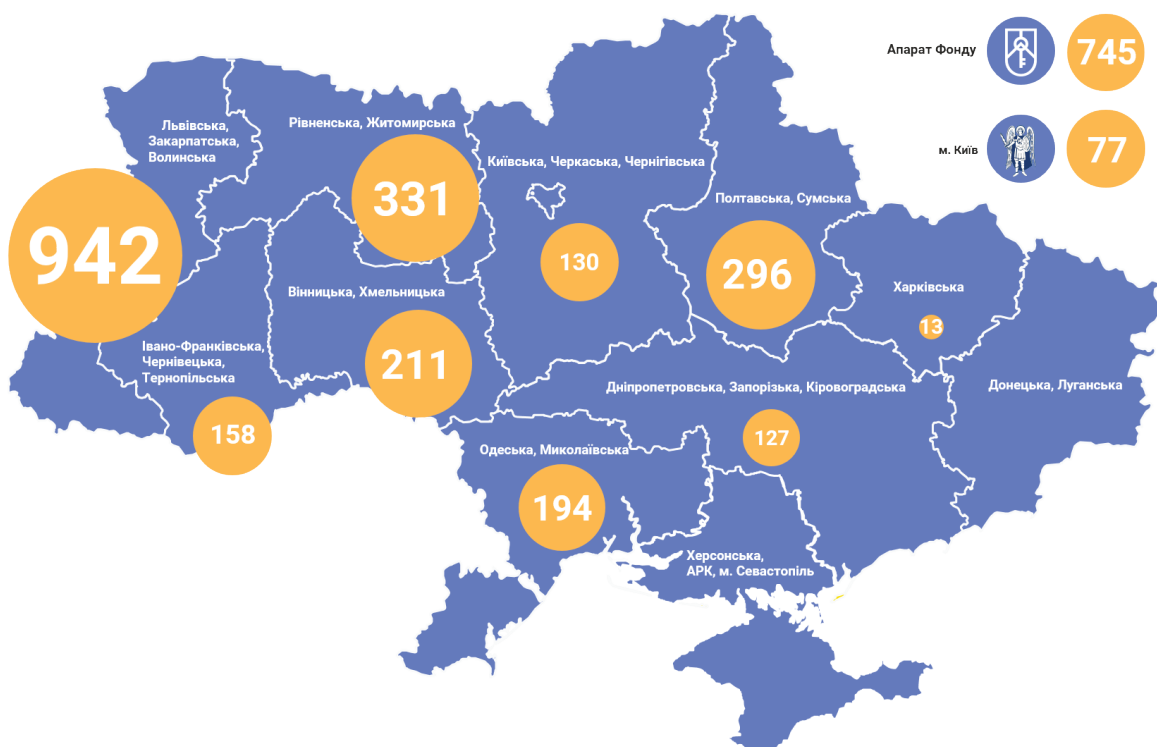 Апарат Фонду
745
м. Київ
77
Львівська,
Закарпатська,
Волинська
942
Рівненська, Житомирська
331
Київська, Черкаська, Чернігівська
130
Полтавська, Сумська
296
Харківська
13
Вінницька, Хмельницька
211
Івано-Франківська,
Чернівецька,
Тернопільська
158
Дніпропетровська, Запорізька, Кіровоградська
127
Донецька, Луганська
Одеська, Миколаївська
194
Херсонська,
АРК, м. Севастопіль